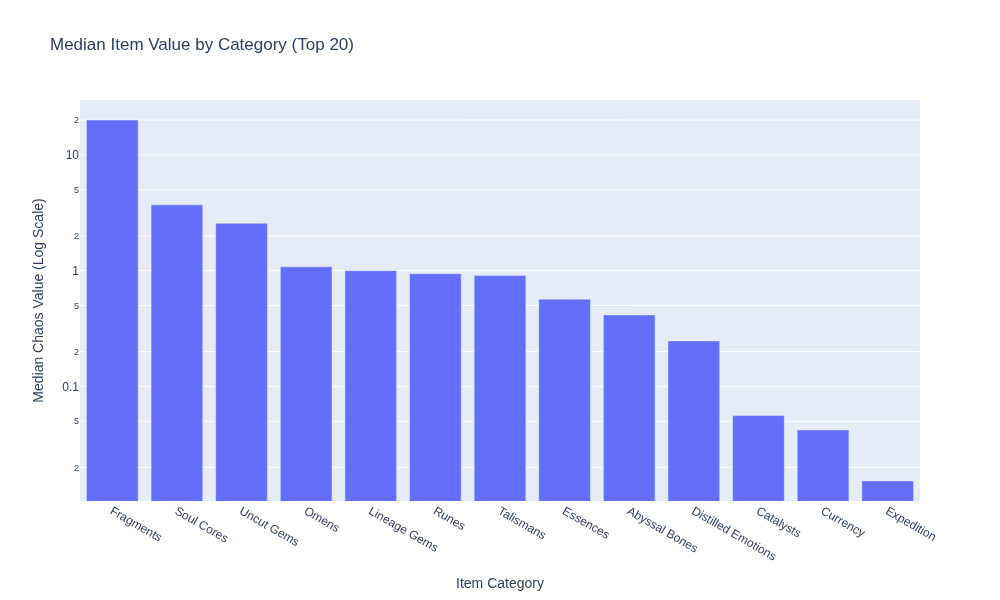 Median Item Value by Category (Top 20)
Median Chaos Value (Log Scale)
2
10
5
2
1
5
2
0.1
5
2
Fragments
Soul Cores
Uncut Gems
Omens
Lineage Gems
Runes
Talismans
Essences
Abyssal Bones
Distilled Emotions
Catalysts
Currency
Expedition
Item Category